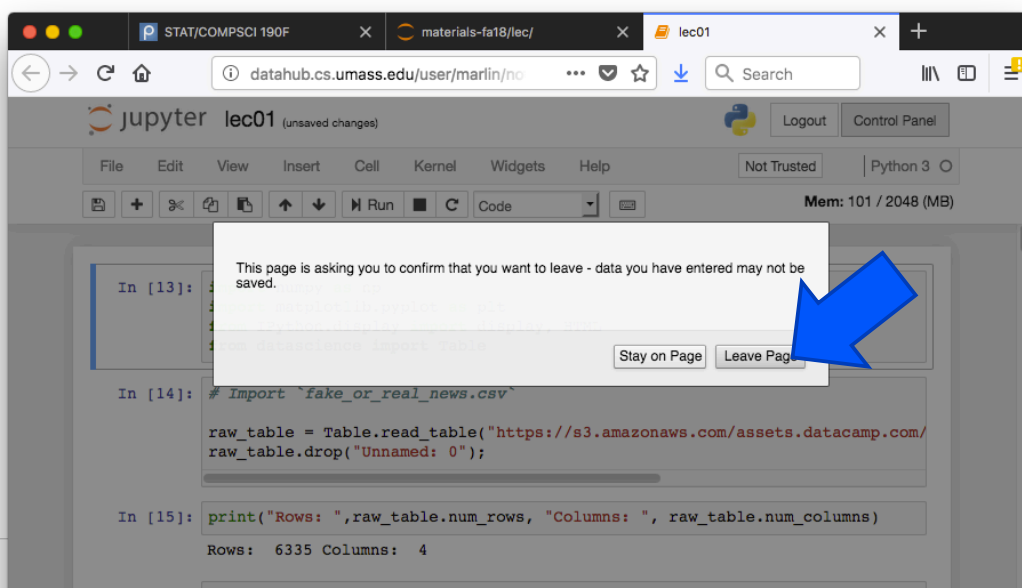 STAT/COMPSCI 190F
materials-fa18/lec/
lec01
datahub.cs.umass.edu/user/marlin/no
Search
jupyter lec01 (unsaved changes)
Logout
Control Panel
File Edit View Insert Cell Kernel Widgets Help
Not Trusted
Python 3
Run
Code
Mem: 101 / 2048 (MB)
This page is asking you to confirm that you want to leave - data you have entered may not be
saved.
Stay on Page
Leave Page
In [13]:
matplotlib.pyplot
display
from datascience import Table
In [14]: # Import `fake_or_real_news.csv`
raw_table = Table.read_table("https://s3.amazonaws.com/assets.datacamp.com/
raw_table.drop("Unnamed: 0");
In [15]: print("Rows: ",raw_table.num_rows, "Columns: ", raw_table.num_columns)
Rows:  6335 Columns:  4